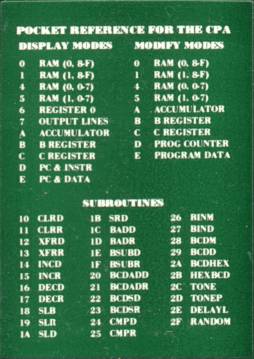 POCKET REFERENCE FOR THE CPA
DISPLAY MODES MODIFY MODES
0 RAM (0, 8-F) 0 RAM (0, 8-F)
1 RAM (1, 8-F) 1 RAM (1, 8-F)
4 RAM (0, 0-7) 4 RAM (0, 0-7)
5 RAM (1, 0-7) 5 RAM (1, 0-7)
6 REGISTER 0 A ACCUMULATOR
7 OUTPUT LINES B B REGISTER
A ACCUMULATOR C C REGISTER
B B REGISTER D PROG COUNTER
C C REGISTER E PROGRAM DATA
D PC & INSTR
E PC & DATA
SUBROUTINES
10 CLRD 1B SRD 26 BINM
11 CLRR 1C BADD 27 BIND
12 XFRD 1D BADR 28 BCDM
13 XFRR 1E BSUBD 29 BCDD
14 INCD 1F BSUBR 2A BCDHEX
15 INCR 20 BCDADD 2B HEXBCD
16 DECD 21 BCDADR 2C TONE
17 DECR 22 BCDSD 2D TONEP
18 SLB 23 BCDSR 2E DELAYL
19 SLR 24 CMPD 2F RANDOM
1A SLD 25 CMPR